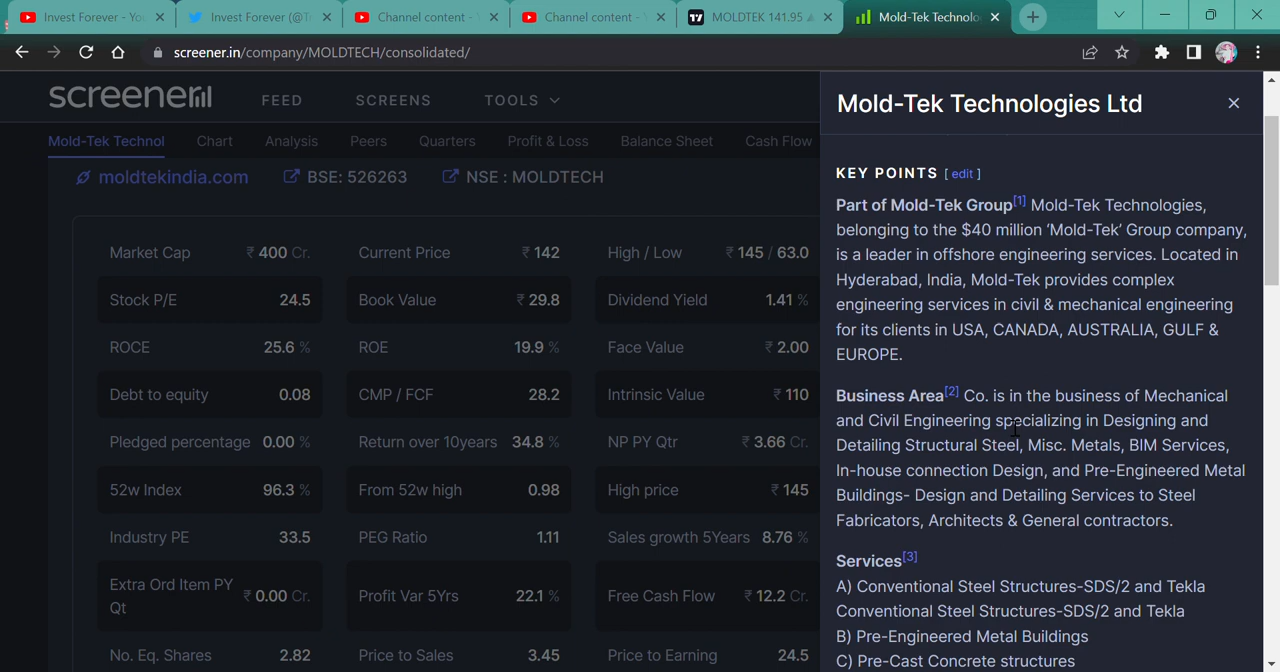 Invest Forever - Yo
Invest Forever (@T
Channel content - Y
Channel content - Y
MOLDTEK 141.95
Mold-Tek Technolo
screener.in/company/MOLDTECH/consolidated/
screener
FEED
SCREENS
TOOLS
Mold-Tek Technol
Chart
Analysis
Peers
Quarters
Profit & Loss
Balance Sheet
Cash Flow
moldtekindia.com
BSE: 526263
NSE : MOLDTECH
Market Cap ₹ 400 Cr.
Current Price ₹ 142
High / Low ₹ 145 / 63.0
Stock P/E 24.5
Book Value ₹ 29.8
Dividend Yield 1.41 %
ROCE 25.6 %
ROE 19.9 %
Face Value ₹ 2.00
Debt to equity 0.08
CMP / FCF 28.2
Intrinsic Value ₹ 110
Pledged percentage 0.00 %
Return over 10years 34.8 %
NP PY Qtr ₹ 3.66 Cr.
52w Index 96.3 %
From 52w high 0.98
High price ₹ 145
Industry PE 33.5
PEG Ratio 1.11
Sales growth 5Years 8.76 %
Extra Ord Item PY
Qt ₹ 0.00 Cr.
Profit Var 5Yrs 22.1 %
Free Cash Flow ₹ 12.2 Cr.
No. Eq. Shares 2.82
Price to Sales 3.45
Price to Earning 24.5
Mold-Tek Technologies Ltd
KEY POINTS [ edit ]
Part of Mold-Tek Group[1] Mold-Tek Technologies,
belonging to the $40 million ‘Mold-Tek’ Group company,
is a leader in offshore engineering services. Located in
Hyderabad, India, Mold-Tek provides complex
engineering services in civil & mechanical engineering
for its clients in USA, CANADA, AUSTRALIA, GULF &
EUROPE.
Business Area[2] Co. is in the business of Mechanical
and Civil Engineering specializing in Designing and
Detailing Structural Steel, Misc. Metals, BIM Services,
In-house connection Design, and Pre-Engineered Metal
Buildings- Design and Detailing Services to Steel
Fabricators, Architects & General contractors.
Services[3]
A) Conventional Steel Structures-SDS/2 and Tekla
Conventional Steel Structures-SDS/2 and Tekla
B) Pre-Engineered Metal Buildings
C) Pre-Cast Concrete structures